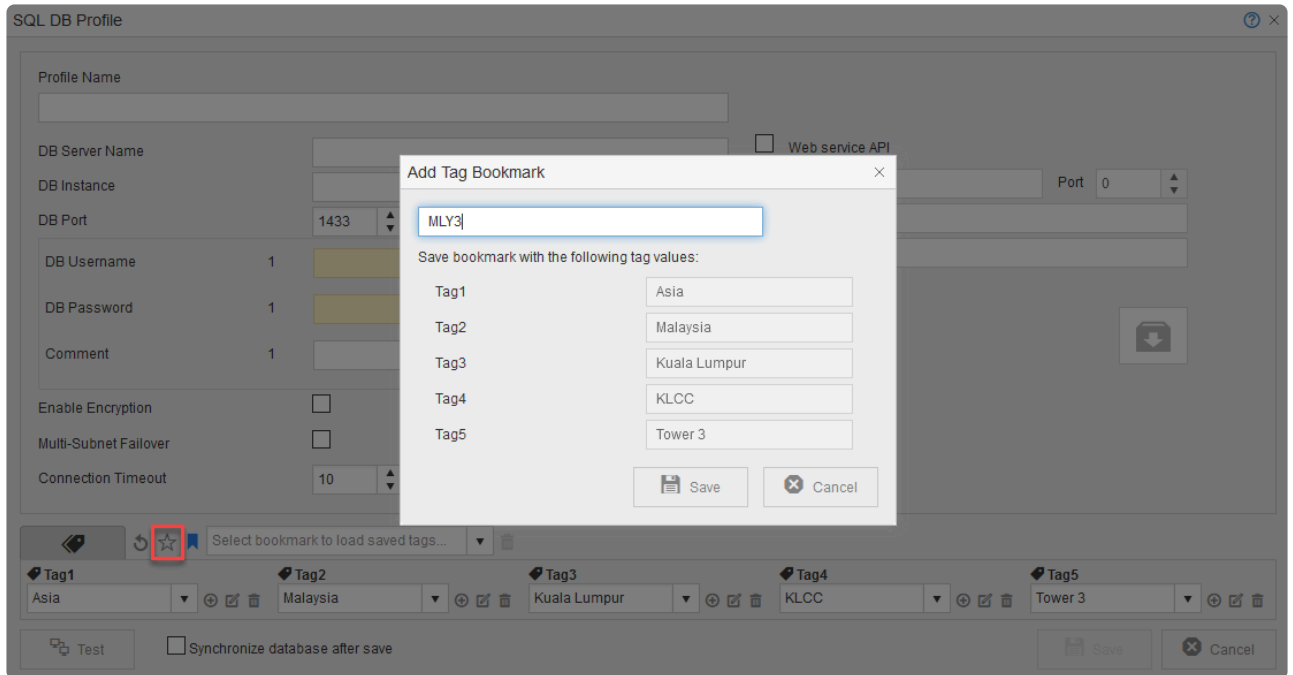 SQL DB Profile
Profile Name
DB Server Name
Web service API
DB Instance
Port 0
DB Port 1433
DB Username 1
DB Password 1
Comment 1
Enable Encryption
Multi-Subnet Failover
Connection Timeout 10
Add Tag Bookmark
MLY3
Save bookmark with the following tag values:
Tag1 Asia
Tag2 Malaysia
Tag3 Kuala Lumpur
Tag4 KLCC
Tag5 Tower 3
Save Cancel
Select bookmark to load saved tags...
Tag1 Tag2 Tag3 Tag4 Tag5
Asia Malaysia Kuala Lumpur KLCC Tower 3
Test Synchronize database after save Save Cancel